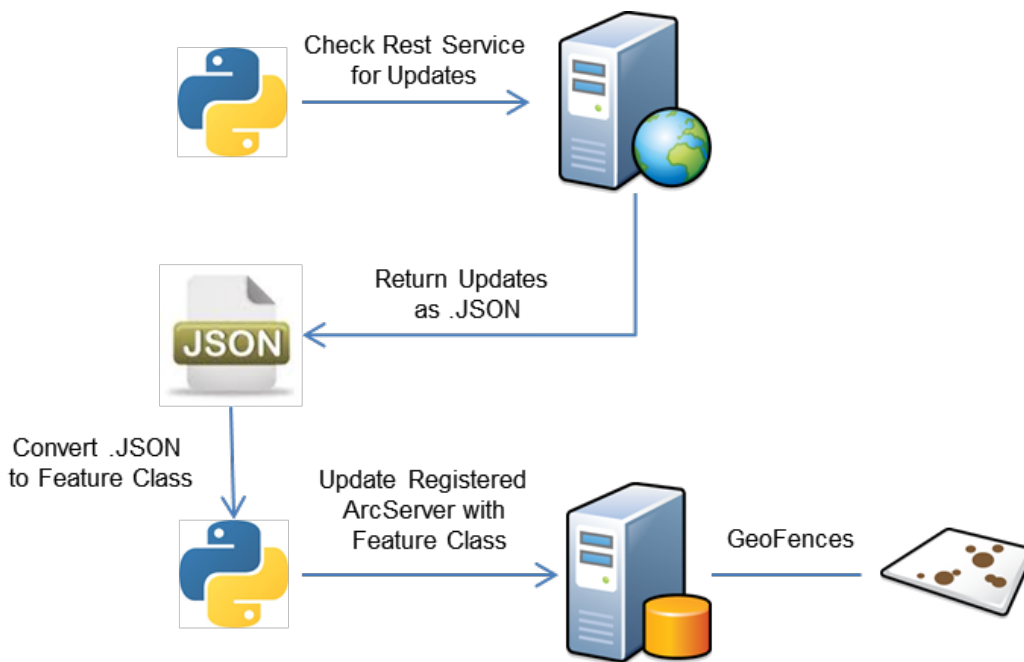 Check Rest Service
for Updates
Return Updates
as .JSON
JSON
Convert .JSON
to Feature Class
Update Registered
ArcServer with
Feature Class
GeoFences